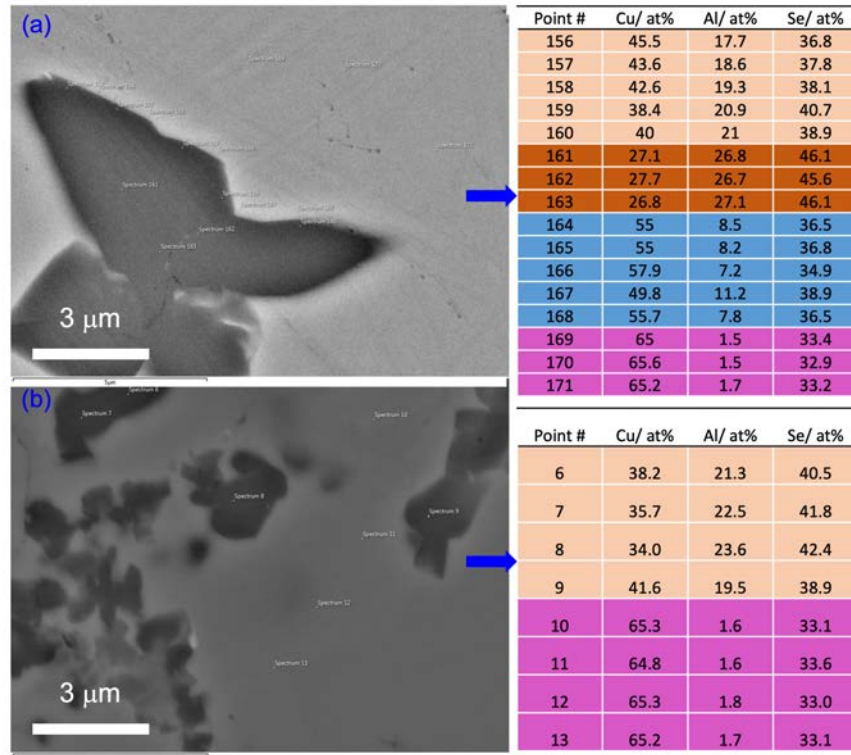 (a)
Spectrum 161
Spectrum 162
Spectrum 163
3 μm
5μm
Point # Cu/ at% Al/ at% Se/ at%
156 45.5 17.7 36.8
157 43.6 18.6 37.8
158 42.6 19.3 38.1
159 38.4 20.9 40.7
160 40 21 38.9
161 27.1 26.8 46.1
162 27.7 26.7 45.6
163 26.8 27.1 46.1
164 55 8.5 36.5
165 55 8.2 36.8
166 57.9 7.2 34.9
167 49.8 11.2 38.9
168 55.7 7.8 36.5
169 65 1.5 33.4
170 65.6 1.5 32.9
171 65.2 1.7 33.2
(b)
Spectrum 6
Spectrum 7
Spectrum 10
Spectrum 8
Spectrum 9
Spectrum 11
Spectrum 12
Spectrum 13
3 μm
Point # Cu/ at% Al/ at% Se/ at%
6 38.2 21.3 40.5
7 35.7 22.5 41.8
8 34.0 23.6 42.4
9 41.6 19.5 38.9
10 65.3 1.6 33.1
11 64.8 1.6 33.6
12 65.3 1.8 33.0
13 65.2 1.7 33.1